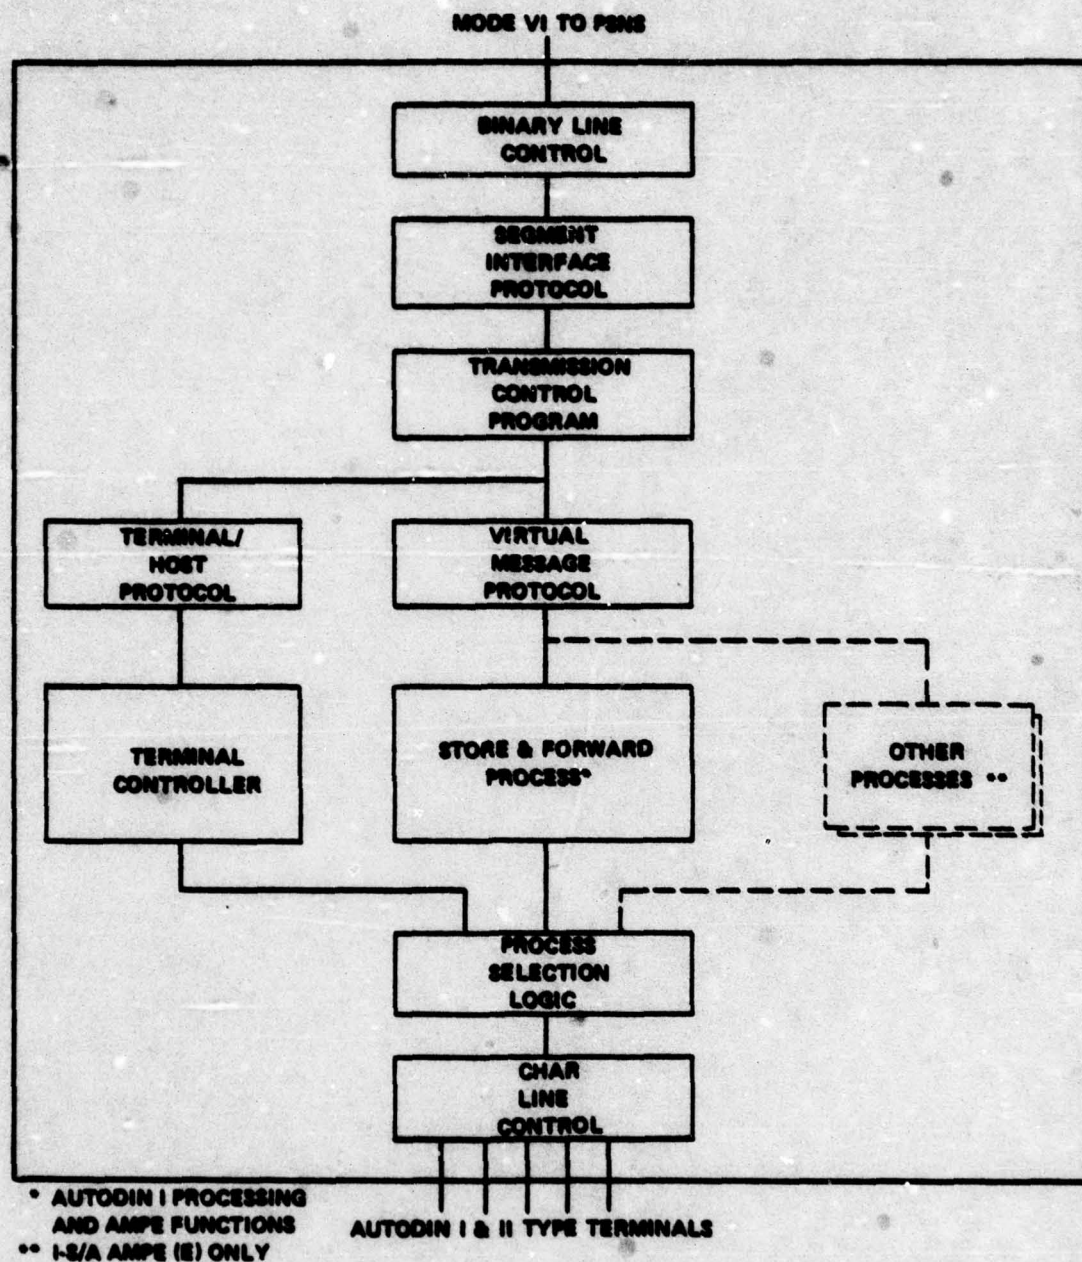 MODE VI TO PSNS
BINARY LINE
CONTROL
SEGMENT
INTERFACE
PROTOCOL
TRANSMISSION
CONTROL
PROGRAM
TERMINAL/
HOST
PROTOCOL
VIRTUAL
MESSAGE
PROTOCOL
TERMINAL
CONTROLLER
STORE & FORWARD
PROCESS*
OTHER
PROCESSES **
PROCESS
SELECTION
LOGIC
CHAR
LINE
CONTROL
* AUTODIN I PROCESSING
AND AMPE FUNCTIONS
** I-S/A AMPE (E) ONLY
AUTODIN I & II TYPE TERMINALS